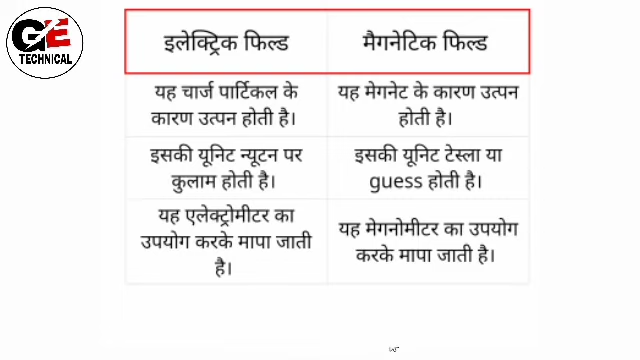 GE
TECHNICAL
इलेक्ट्रिक फिल्ड
मैगनेटिक फिल्ड
यह चार्ज पार्टिकल के
कारण उत्पन होती है।
यह मेगनेट के कारण उत्पन
होती है।
इसकी यूनिट न्यूटन पर
कुलाम होती है।
इसकी यूनिट टेस्ला या
guess होती है।
यह एलेक्ट्रोमीटर का
उपयोग करके मापा जाती
है।
यह मेगनोमीटर का उपयोग
करके मापा जाती है।